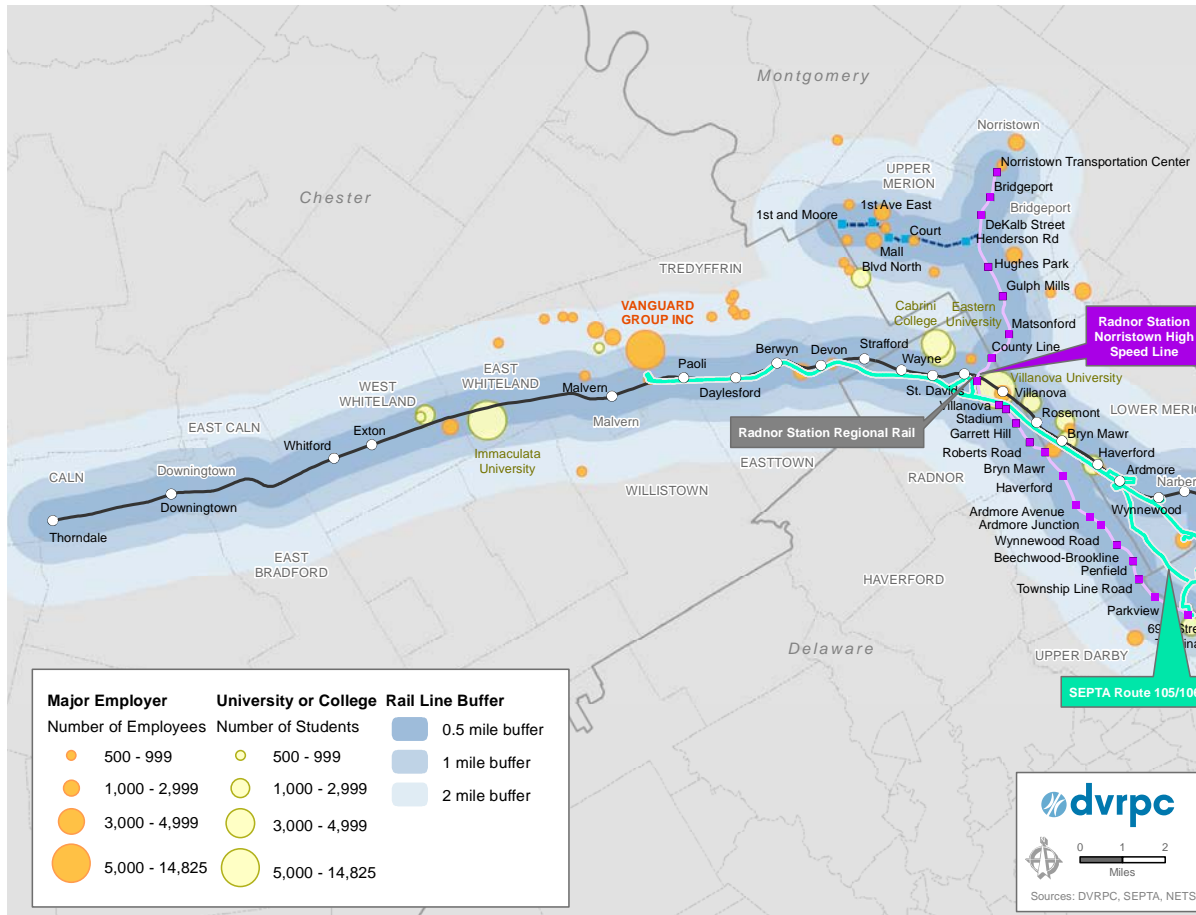 Montgomery
Norristown
Norristown Transportation Center
UPPER
MERION
Bridgeport
Chester
1st Ave East
Bridgeport
1st and Moore
DeKalb Street
Court
Henderson Rd
Mall
Blvd North
TREDYFFRIN
Hughes Park
Gulph Mills
VANGUARD
GROUP INC
Cabrini
College
Eastern
University
Matsonford
Radnor Station
Norristown High
Speed Line
County Line
Strafford
Berwyn
Devon
Wayne
Paoli
EAST
WHITELAND
Daylesford
Malvern
WEST
WHITELAND
St. Davids
Villanova University
Villanova
Villanova
Stadium
Rosemont
LOWER
Malvern
EAST CALN
Exton
Whitford
Radnor Station Regional Rail
Garrett Hill
Bryn Mawr
Immaculata
University
Roberts Road
Haverford
EASTTOWN
Bryn Mawr
Ardmore
CALN
Downingtown
RADNOR
Haverford
WILLISTOWN
Downingtown
Wynnewood
Ardmore Avenue
Ardmore Junction
Thorndale
Wynnewood Road
EAST
BRADFORD
Beechwood-Brookline
Penfield
HAVERFORD
Township Line Road
Parkview
Delaware
UPPER DARBY
SEPTA Route 105/106
Major Employer
Number of Employees
500 - 999
1,000 - 2,999
3,000 - 4,999
5,000 - 14,825
University or College
Number of Students
500 - 999
1,000 - 2,999
3,000 - 4,999
5,000 - 14,825
Rail Line Buffer
0.5 mile buffer
1 mile buffer
2 mile buffer
dvrpc
0 1 2
Miles
Sources: DVRPC, SEPTA, NETS